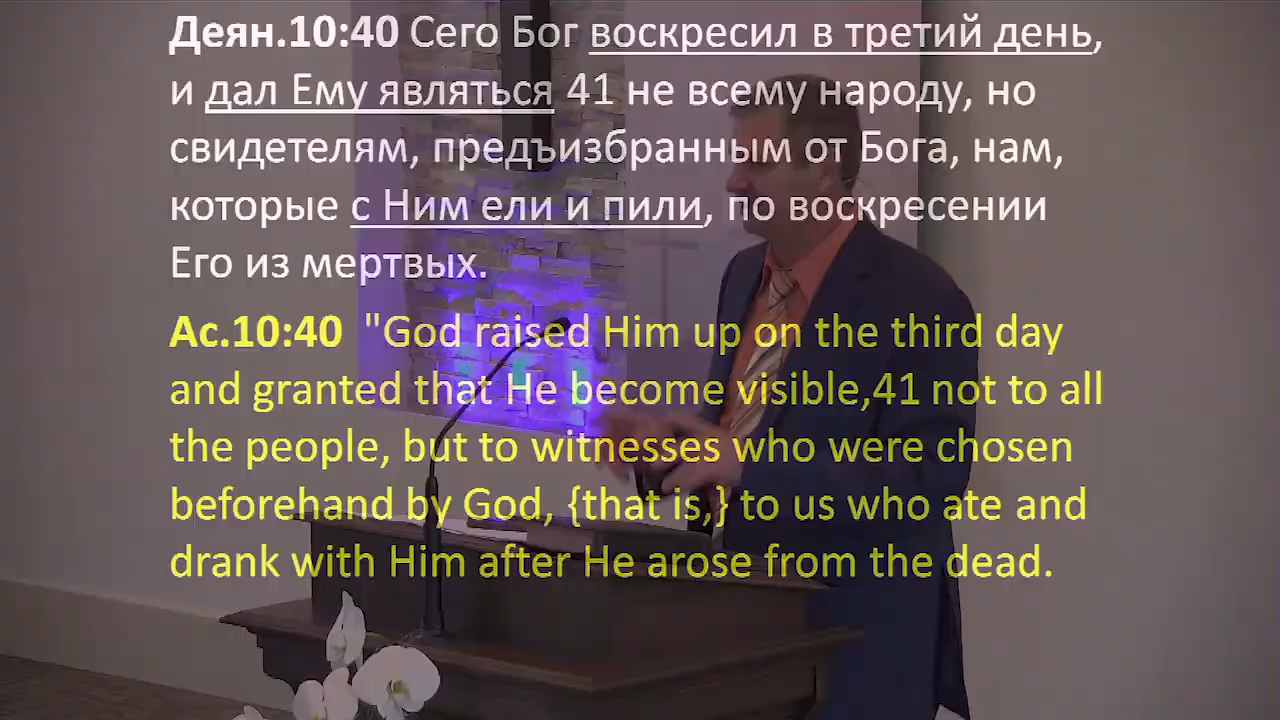 Деян.10:40 Сего Бог воскресил в третий день,
и дал Ему являться 41 не всему народу, но
свидетелям, предъизбранным от Бога, нам,
которые с Ним ели и пили, по воскресении
Его из мертвых.
Ac.10:40 "God raised Him up on the third day
and granted that He become visible,41 not to all
the people, but to witnesses who were chosen
beforehand by God, {that is,} to us who ate and
drank with Him after He arose from the dead.